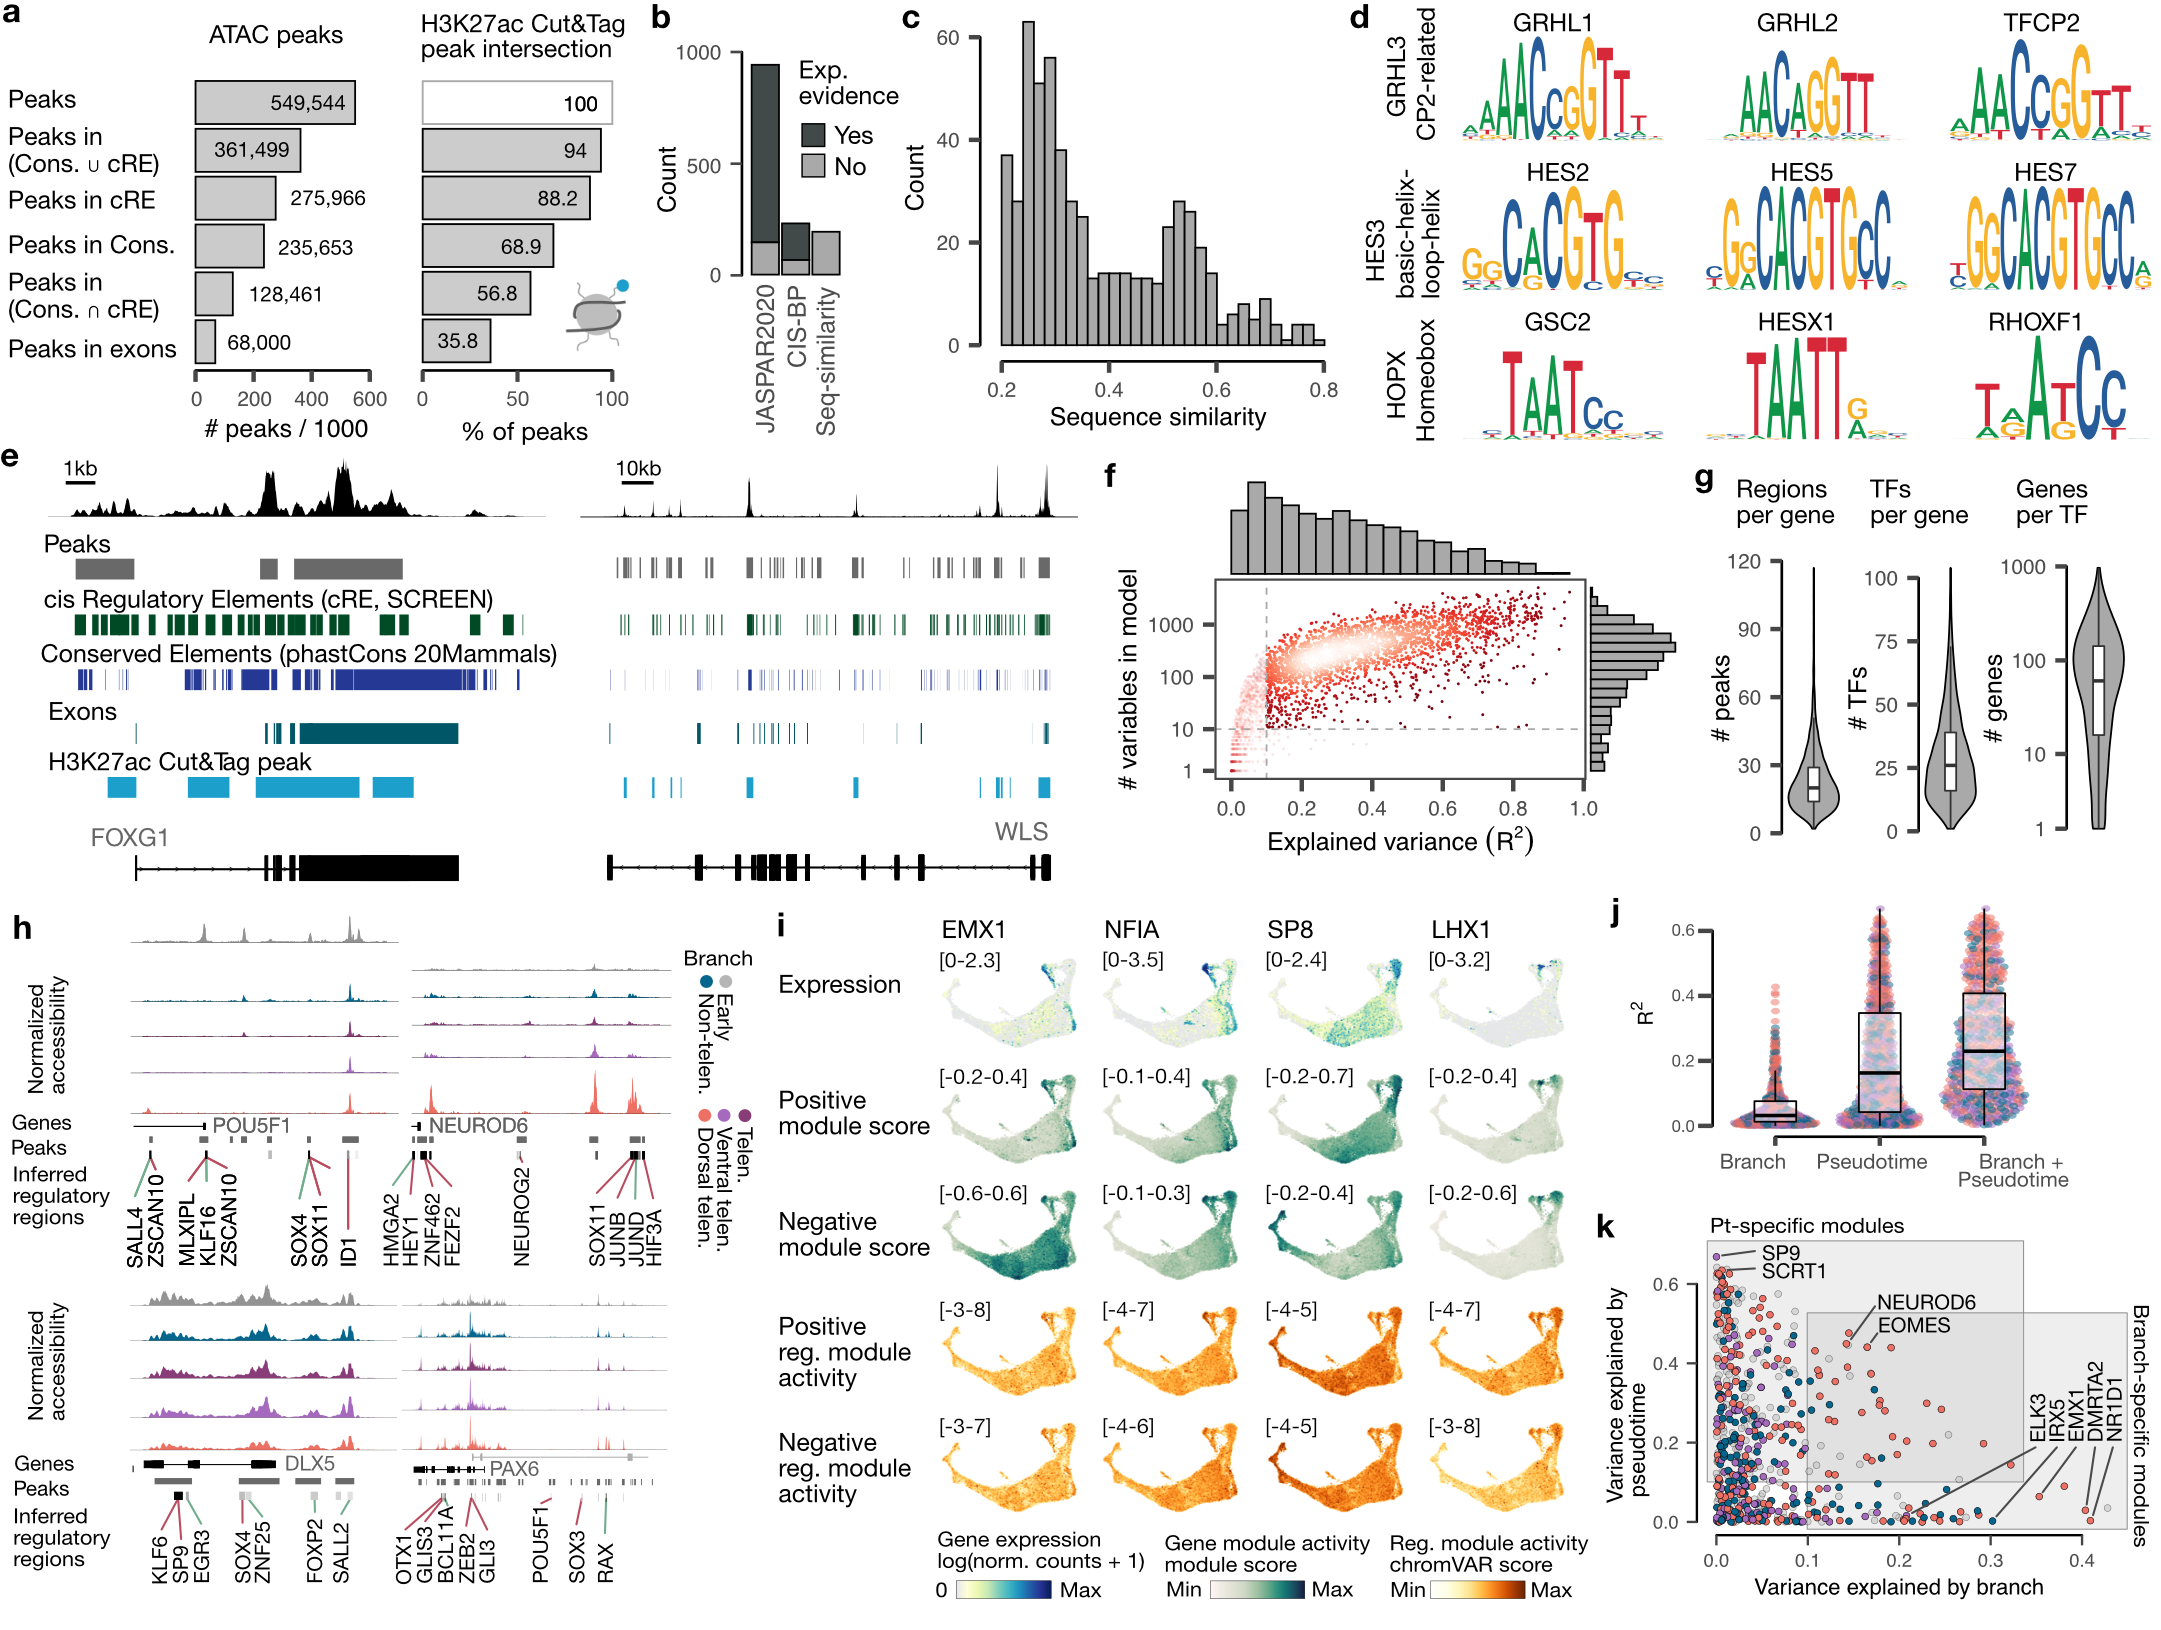 a
ATAC peaks
H3K27ac Cut&Tag
peak intersection
Peaks
549,544
100
Peaks in
(Cons. ∪ cRE)
361,499
94
Peaks in cRE
275,966
88.2
Peaks in Cons.
235,653
68.9
Peaks in
(Cons. ∩ cRE)
128,461
56.8
Peaks in exons
68,000
35.8
0 200 400 600
# peaks / 1000
0 50 100
% of peaks
b
1000
500
0
Count
Exp.
evidence
Yes
No
JASPAR2020
CIS-BP
Seq-similarity
c
60
40
20
0
Count
0.2 0.4 0.6 0.8
Sequence similarity
d
GRHL3
CP2-related
GRHL1
GRHL2
TFCP2
HES3
basic-helix-
loop-helix
HES2
HES5
HES7
HOPX
Homeobox
GSC2
HESX1
RHOXF1
e
1kb
10kb
Peaks
cis Regulatory Elements (cRE, SCREEN)
Conserved Elements (phastCons 20Mammals)
Exons
H3K27ac Cut&Tag peak
FOXG1
WLS
f
# variables in model
1000
100
10
1
0.0 0.2 0.4 0.6 0.8 1.0
Explained variance (R²)
g
Regions
per gene
TFs
per gene
Genes
per TF
# peaks
120
90
60
30
0
# TFs
100
75
50
25
0
# genes
1000
100
10
1
h
Normalized
accessibility
Branch
Early
Non-telen.
Telen.
Ventral telen.
Dorsal telen.
Genes
POU5F1
NEUROD6
Peaks
Inferred
regulatory
regions
SALL4
ZSCAN10
MLXIPL
KLF16
ZSCAN10
SOX4
SOX11
ID1
HMGA2
HEY1
ZNF462
FEZF2
NEUROG2
SOX11
JUNB
JUND
HIF3A
Normalized
accessibility
Genes
DLX5
PAX6
Peaks
Inferred
regulatory
regions
KLF6
SP9
EGR3
SOX4
ZNF25
FOXP2
SALL2
OTX1
GLIS3
BCL11A
ZEB2
GLI3
POU5F1
SOX3
RAX
i
EMX1
NFIA
SP8
LHX1
Expression
[0-2.3]
[0-3.5]
[0-2.4]
[0-3.2]
Positive
module score
[-0.2-0.4]
[-0.1-0.4]
[-0.2-0.7]
[-0.2-0.4]
Negative
module score
[-0.6-0.6]
[-0.1-0.3]
[-0.2-0.4]
[-0.2-0.6]
Positive
reg. module
activity
[-3-8]
[-4-7]
[-4-5]
[-4-7]
Negative
reg. module
activity
[-3-7]
[-4-6]
[-4-5]
[-3-8]
Gene expression
log(norm. counts + 1)
0 Max
Gene module activity
module score
Min Max
Reg. module activity
chromVAR score
Min Max
j
R²
0.6
0.4
0.2
0.0
Branch
Pseudotime
Branch +
Pseudotime
k
Pt-specific modules
SP9
SCRT1
NEUROD6
EOMES
ELK3
IRX5
EMX1
DMRTA2
NR1D1
Branch-specific modules
Variance explained by
pseudotime
0.6
0.4
0.2
0.0
0.0 0.1 0.2 0.3 0.4
Variance explained by branch